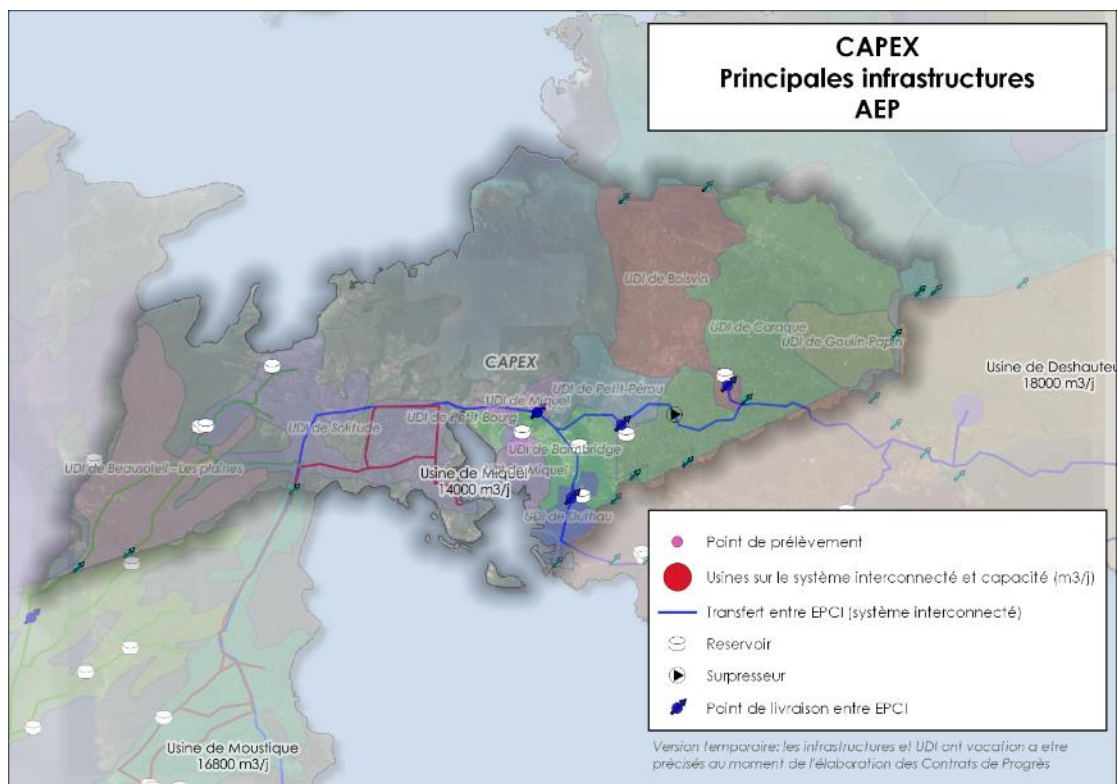 CAPEX
Principales infrastructures
AEP
UDI de Boisvin
UDI de Caraque
UDI de Goulin-Papin
CAPEX
Usine de Deshauteu
18000 m3/j
UDI de Petit-Pérou
UDI de Miquel
UDI de Petit Bourg
UDI de Solitude
UDI de Baimbridge
UDI de Beausoleil - Les plaines
UDI de Miquel
Usine de Miquel
14000 m3/j
UDI de Duthau
Point de prélèvement
Usines sur le système interconnecté et capacité (m3/j)
Transfert entre EPCI (système interconnecté)
Reservoir
Surpresseur
Point de livraison entre EPCI
Usine de Moustique
16800 m3/j
Version temporaire: les infrastructures et UDI ont vocation a etre
précisés au moment de l'élaboration des Contrats de Progrès